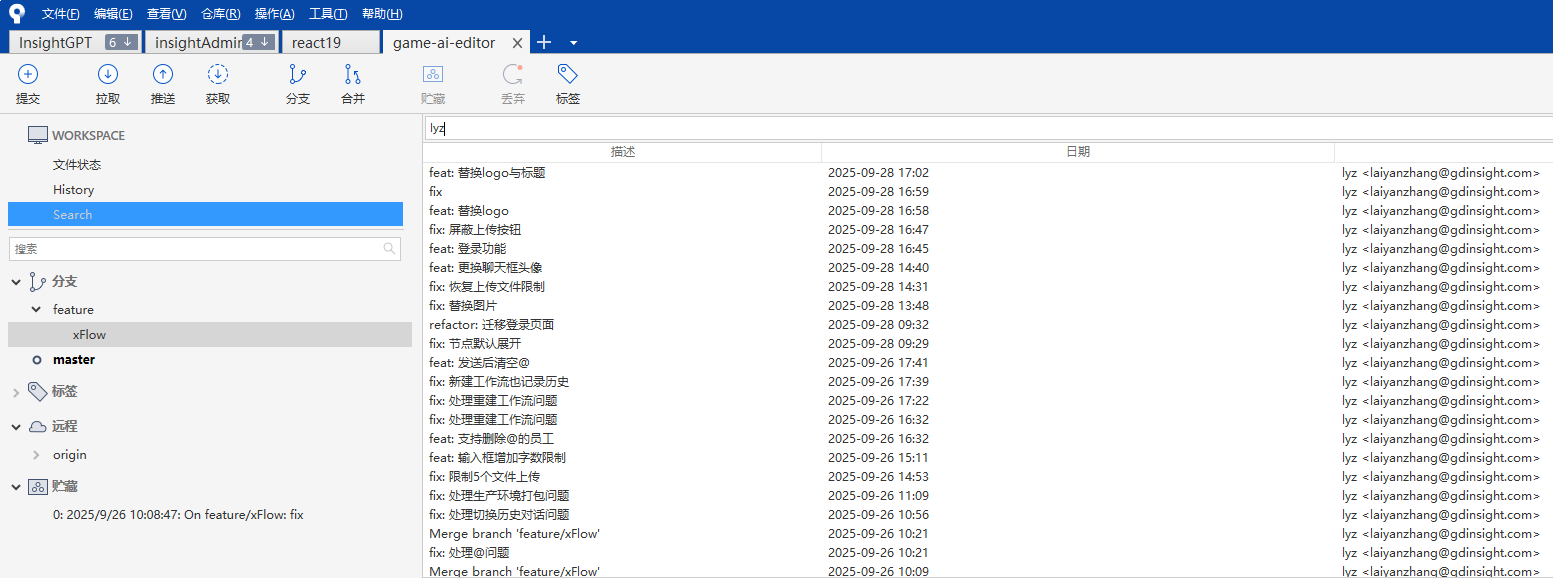 文件(F) 编辑(E) 查看(V) 仓库(R) 操作(A) 工具(T) 帮助(H)
InsightGPT 6 insightAdmin 4 react19 game-ai-editor
提交 拉取 推送 获取 分支 合并 贮藏 丢弃 标签
WORKSPACE
文件状态
History
Search
搜索
分支
feature
xFlow
master
标签
远程
origin
贮藏
0: 2025/9/26 10:08:47: On feature/xFlow: fix
lyz
描述 日期
feat: 替换logo与标题 2025-09-28 17:02 lyz <laiyanzhang@gdinsight.com>
fix 2025-09-28 16:59 lyz <laiyanzhang@gdinsight.com>
feat: 替换logo 2025-09-28 16:58 lyz <laiyanzhang@gdinsight.com>
fix: 屏蔽上传按钮 2025-09-28 16:47 lyz <laiyanzhang@gdinsight.com>
feat: 登录功能 2025-09-28 16:45 lyz <laiyanzhang@gdinsight.com>
feat: 更换聊天框头像 2025-09-28 14:40 lyz <laiyanzhang@gdinsight.com>
fix: 恢复上传文件限制 2025-09-28 14:31 lyz <laiyanzhang@gdinsight.com>
fix: 替换图片 2025-09-28 13:48 lyz <laiyanzhang@gdinsight.com>
refactor: 迁移登录页面 2025-09-28 09:32 lyz <laiyanzhang@gdinsight.com>
fix: 节点默认展开 2025-09-28 09:29 lyz <laiyanzhang@gdinsight.com>
feat: 发送后清空@ 2025-09-26 17:41 lyz <laiyanzhang@gdinsight.com>
fix: 新建工作流也记录历史 2025-09-26 17:39 lyz <laiyanzhang@gdinsight.com>
fix: 处理重建工作流问题 2025-09-26 17:22 lyz <laiyanzhang@gdinsight.com>
fix: 处理重建工作流问题 2025-09-26 16:32 lyz <laiyanzhang@gdinsight.com>
feat: 支持删除@的员工 2025-09-26 16:32 lyz <laiyanzhang@gdinsight.com>
feat: 输入框增加字数限制 2025-09-26 15:11 lyz <laiyanzhang@gdinsight.com>
fix: 限制5个文件上传 2025-09-26 14:53 lyz <laiyanzhang@gdinsight.com>
fix: 处理生产环境打包问题 2025-09-26 11:09 lyz <laiyanzhang@gdinsight.com>
fix: 处理切换历史对话问题 2025-09-26 10:56 lyz <laiyanzhang@gdinsight.com>
Merge branch 'feature/xFlow' 2025-09-26 10:21 lyz <laiyanzhang@gdinsight.com>
fix: 处理@问题 2025-09-26 10:21 lyz <laiyanzhang@gdinsight.com>
Merge branch 'feature/xFlow' 2025-09-26 10:09 lyz <laiyanzhang@gdinsight.com>